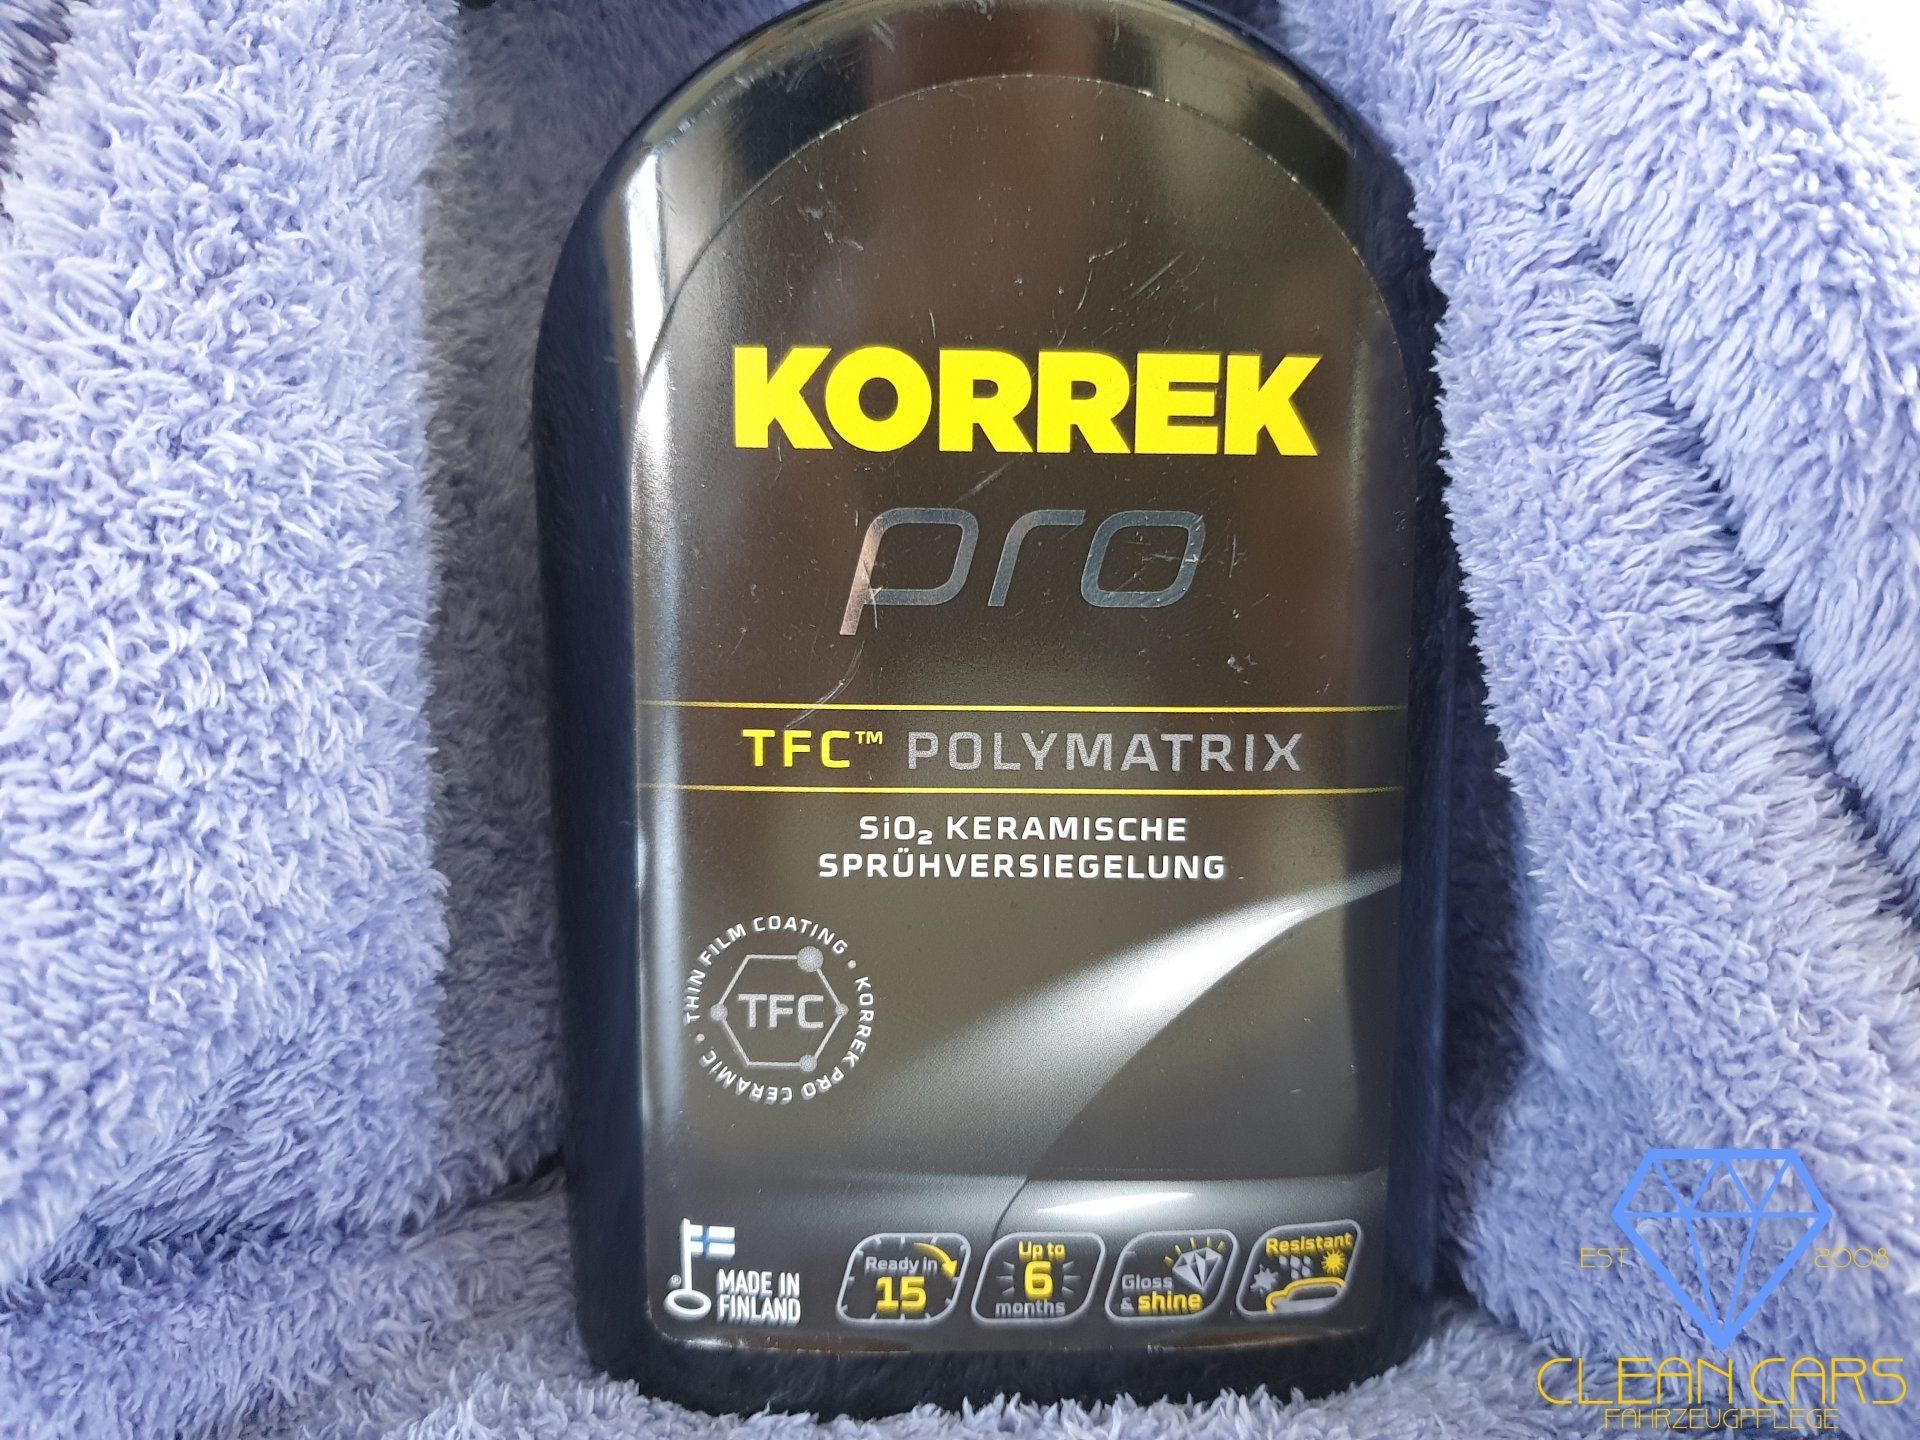 KORREK
pro
TFC™ POLYMATRIX
SiO₂ KERAMISCHE
SPRÜHVERSIEGELUNG
THIN FILM COATING • KORREK PRO CERAMIC •
TFC
® MADE IN
FINLAND
Ready in
15
Up to
6
months
Gloss
& shine
Resistant
EST 2008
CLEAN CARS
FAHRZEUGPFLEGE